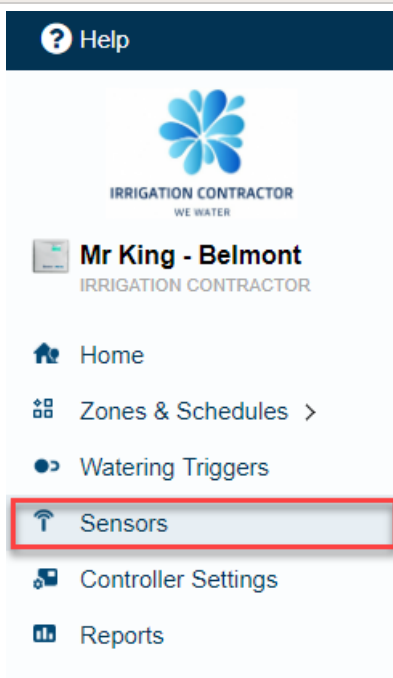 ? Help
IRRIGATION CONTRACTOR
WE WATER
Mr King - Belmont
IRRIGATION CONTRACTOR
Home
Zones & Schedules >
Watering Triggers
Sensors
Controller Settings
Reports